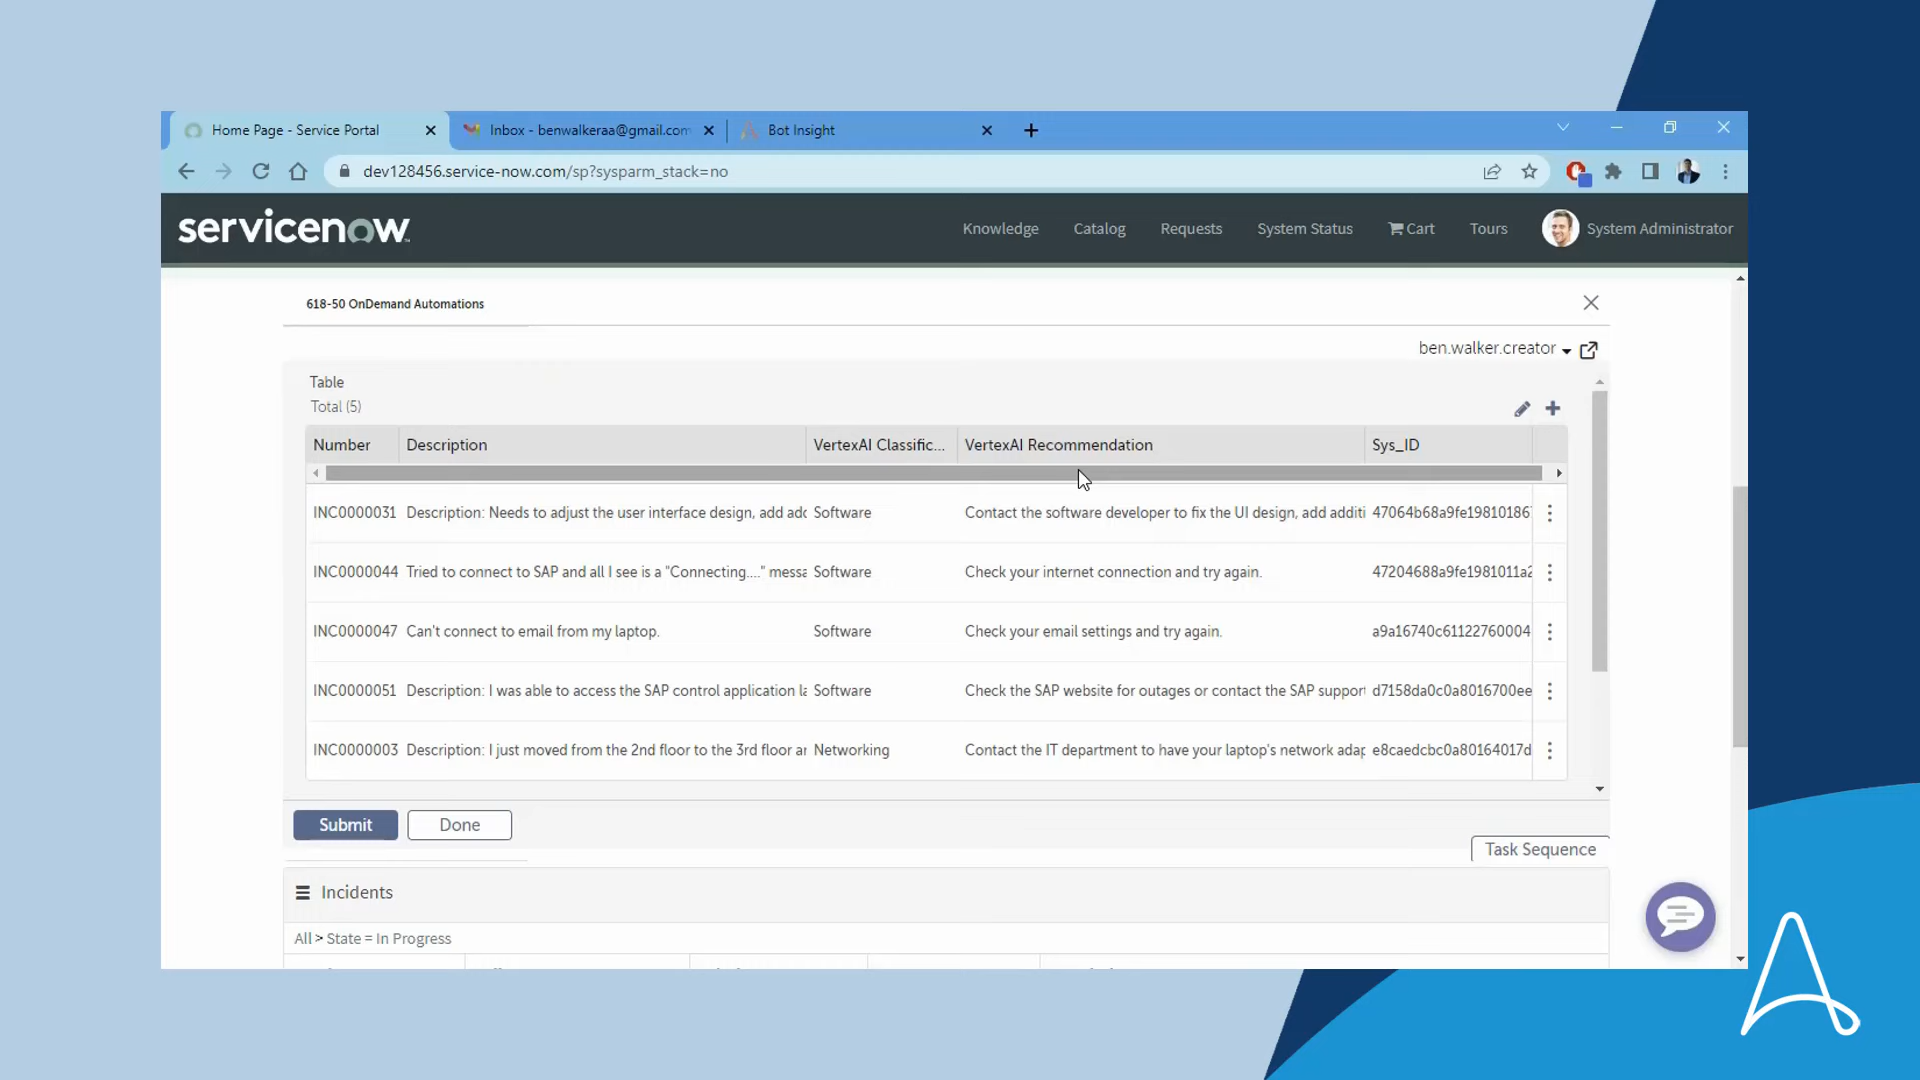 Home Page - Service Portal
Inbox - benwalkeraa@gmail.com
Bot Insight
dev128456.service-now.com/sp?sysparm_stack=no
servicenow
Knowledge Catalog Requests System Status Cart Tours System Administrator
618-50 OnDemand Automations
ben.walker.creator
Table
Total (5)
Number Description VertexAI Classific... VertexAI Recommendation Sys_ID
INC0000031 Description: Needs to adjust the user interface design, add Software Contact the software developer to fix the UI design, add 47064b68a9fe198101867
INC0000044 Tried to connect to SAP and all I see is a "Connecting...." Software Check your internet connection and try again. 47204688a9fe1981011a2
INC0000047 Can't connect to email from my laptop. Software Check your email settings and try again. a9a16740c61122760004
INC0000051 Description: I was able to access the SAP control application Software Check the SAP website for outages or contact the SAP support d7158da0c0a8016700ee
INC0000003 Description: I just moved from the 2nd floor to the 3rd floor Networking Contact the IT department to have your laptop's network e8caedcbc0a80164017d
Submit Done
Task Sequence
Incidents
All > State = In Progress